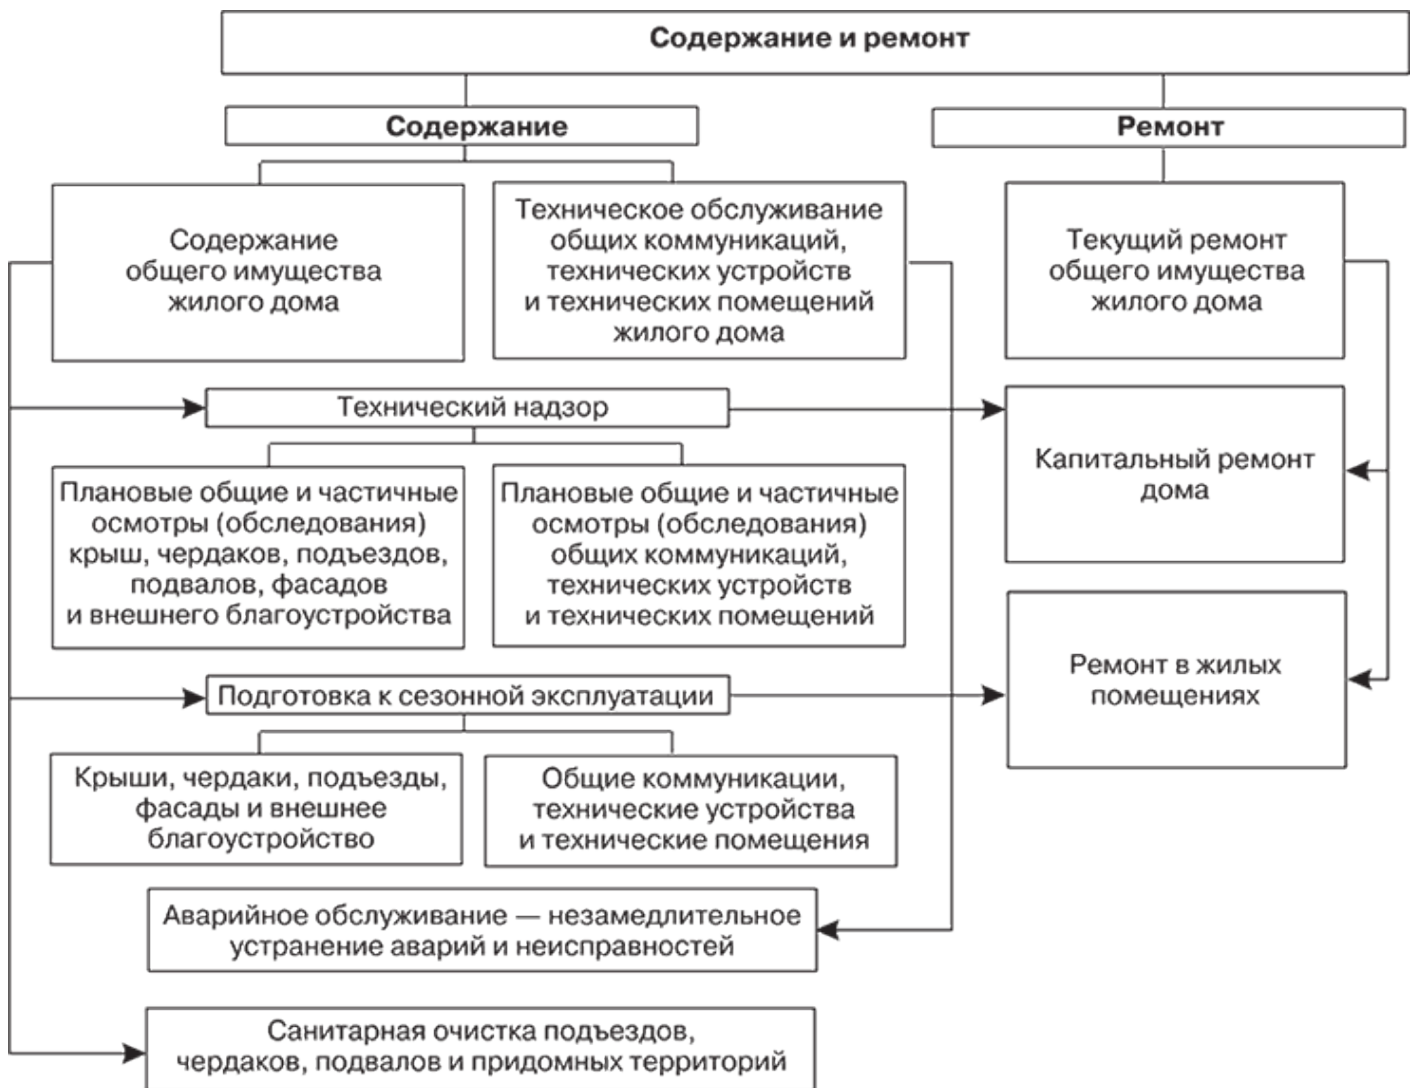 Содержание и ремонт
Содержание
Ремонт
Содержание
общего имущества
жилого дома
Техническое обслуживание
общих коммуникаций,
технических устройств
и технических помещений
жилого дома
Текущий ремонт
общего имущества
жилого дома
Технический надзор
Капитальный ремонт
дома
Плановые общие и частичные
осмотры (обследования)
крыш, чердаков, подъездов,
подвалов, фасадов
и внешнего благоустройства
Плановые общие и частичные
осмотры (обследования)
общих коммуникаций,
технических устройств
и технических помещений
Ремонт в жилых
помещениях
Подготовка к сезонной эксплуатации
Крыши, чердаки, подъезды,
фасады и внешнее
благоустройство
Общие коммуникации,
технические устройства
и технические помещения
Аварийное обслуживание — незамедлительное
устранение аварий и неисправностей
Санитарная очистка подъездов,
чердаков, подвалов и придомных территорий